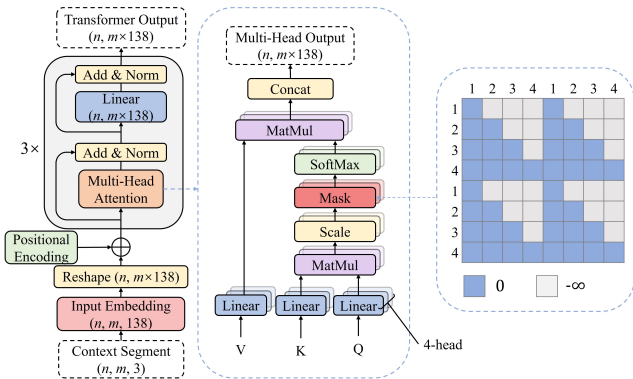 Transformer Output
(n, m×138)
Add & Norm
Linear
(n, m×138)
3×
Add & Norm
Multi-Head
Attention
Positional
Encoding
Reshape (n, m×138)
Input Embedding
(n, m, 138)
Context Segment
(n, m, 3)
Multi-Head Output
(n, m×138)
Concat
MatMul
SoftMax
Mask
Scale
MatMul
Linear Linear Linear
V K Q
4-head
1 2 3 4 1 2 3 4
1
2
3
4
1
2
3
4
0 -∞